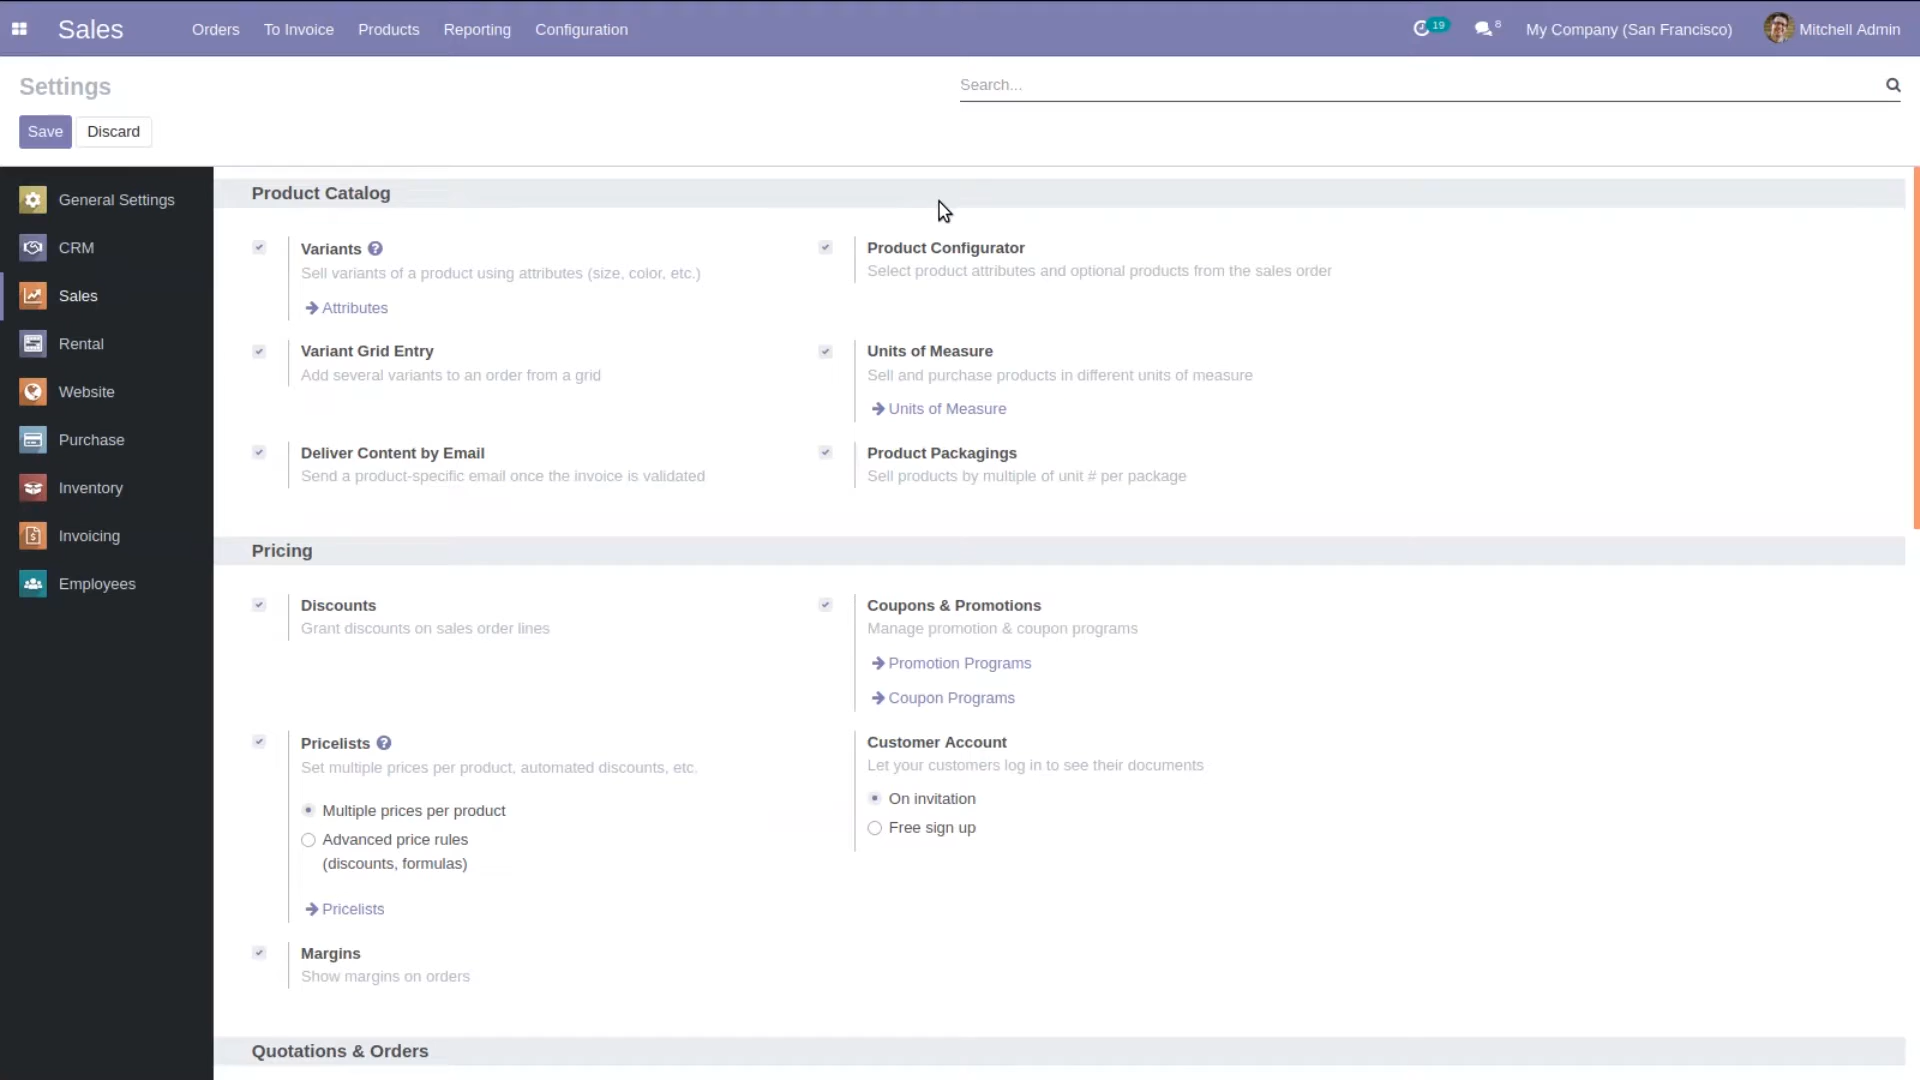 Sales
Orders
To Invoice
Products
Reporting
Configuration
19
8
My Company (San Francisco)
Mitchell Admin
Settings
Search...
Save
Discard
General Settings
CRM
Sales
Rental
Website
Purchase
Inventory
Invoicing
Employees
Product Catalog
Variants
Sell variants of a product using attributes (size, color, etc.)
Attributes
Product Configurator
Select product attributes and optional products from the sales order
Variant Grid Entry
Add several variants to an order from a grid
Units of Measure
Sell and purchase products in different units of measure
Units of Measure
Deliver Content by Email
Send a product-specific email once the invoice is validated
Product Packagings
Sell products by multiple of unit # per package
Pricing
Discounts
Grant discounts on sales order lines
Coupons & Promotions
Manage promotion & coupon programs
Promotion Programs
Coupon Programs
Pricelists
Set multiple prices per product, automated discounts, etc.
Multiple prices per product
Advanced price rules
(discounts, formulas)
Pricelists
Customer Account
Let your customers log in to see their documents
On invitation
Free sign up
Margins
Show margins on orders
Quotations & Orders